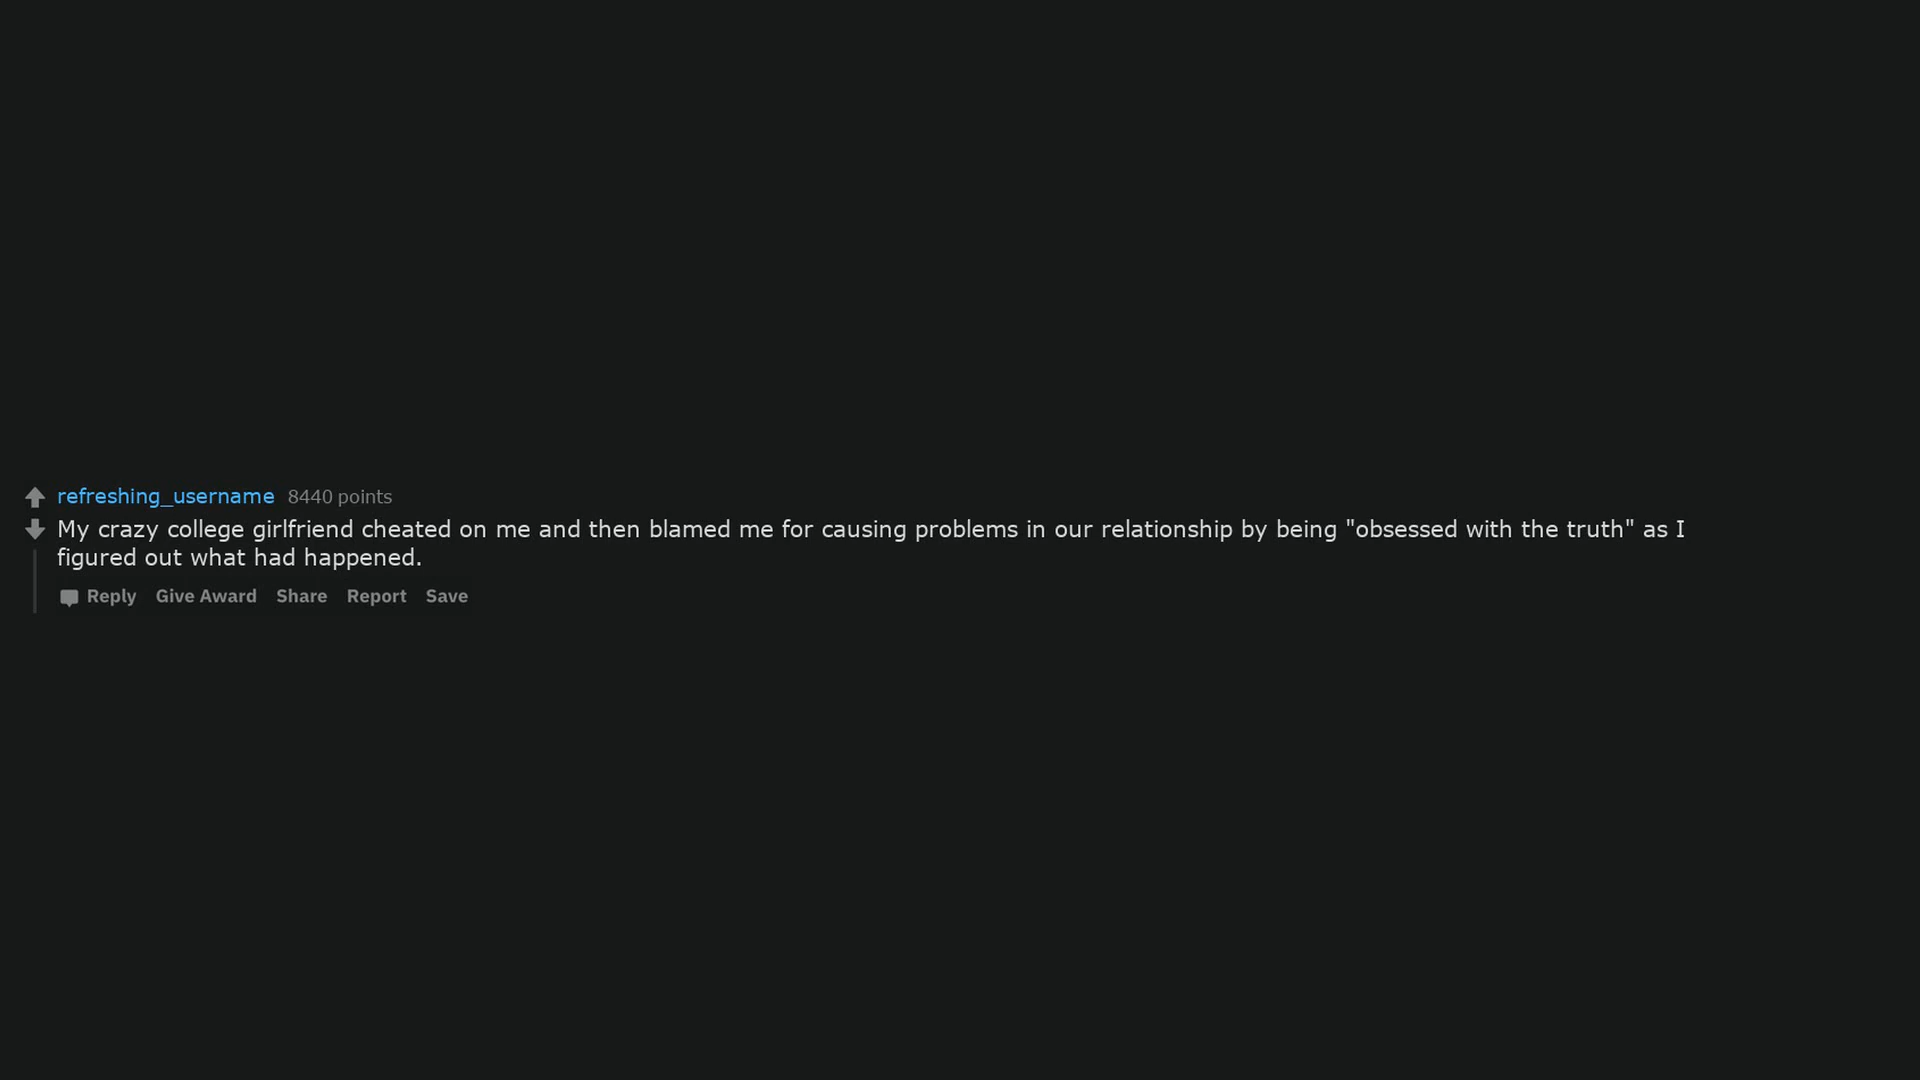 refreshing_username 8440 points
My crazy college girlfriend cheated on me and then blamed me for causing problems in our relationship by being "obsessed with the truth" as I
figured out what had happened.
Reply Give Award Share Report Save